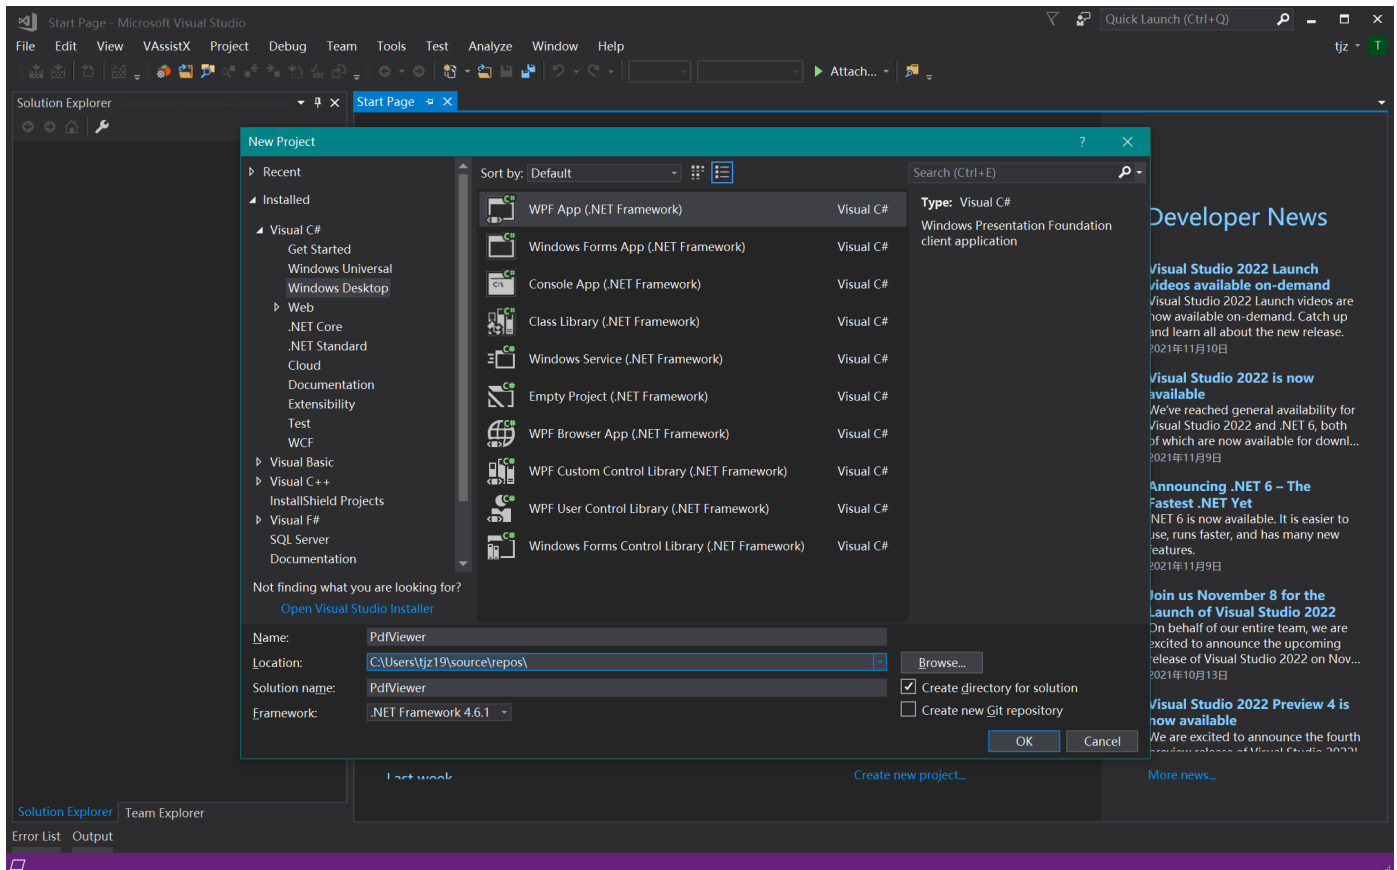 Start Page - Microsoft Visual Studio
Quick Launch (Ctrl+Q)
File Edit View VAssistX Project Debug Team Tools Test Analyze Window Help
tjz T
Attach...
Solution Explorer
Start Page
New Project
?
Recent
Installed
Visual C#
Get Started
Windows Universal
Windows Desktop
Web
.NET Core
.NET Standard
Cloud
Documentation
Extensibility
Test
WCF
Visual Basic
Visual C++
InstallShield Projects
Visual F#
SQL Server
Documentation
Not finding what you are looking for?
Open Visual Studio Installer
Sort by: Default
WPF App (.NET Framework) Visual C#
Windows Forms App (.NET Framework) Visual C#
Console App (.NET Framework) Visual C#
Class Library (.NET Framework) Visual C#
Windows Service (.NET Framework) Visual C#
Empty Project (.NET Framework) Visual C#
WPF Browser App (.NET Framework) Visual C#
WPF Custom Control Library (.NET Framework) Visual C#
WPF User Control Library (.NET Framework) Visual C#
Windows Forms Control Library (.NET Framework) Visual C#
Search (Ctrl+E)
Type: Visual C#
Windows Presentation Foundation
client application
Name: PdfViewer
Location: C:\Users\tjz19\source\repos\
Browse...
Solution name: PdfViewer
Create directory for solution
Framework: .NET Framework 4.6.1
Create new Git repository
OK Cancel
Developer News
Visual Studio 2022 Launch
videos available on-demand
Visual Studio 2022 Launch videos are
now available on-demand. Catch up
and learn all about the new release.
2021年11月10日
Visual Studio 2022 is now
available
We've reached general availability for
Visual Studio 2022 and .NET 6, both
of which are now available for downl...
2021年11月9日
Announcing .NET 6 – The
Fastest .NET Yet
.NET 6 is now available. It is easier to
use, runs faster, and has many new
features.
2021年11月9日
Join us November 8 for the
Launch of Visual Studio 2022
On behalf of our entire team, we are
excited to announce the upcoming
release of Visual Studio 2022 on Nov...
2021年10月13日
Visual Studio 2022 Preview 4 is
now available
We are excited to announce the fourth
preview release of Visual Studio 2022!
More news...
Last week
Create new project...
Solution Explorer Team Explorer
Error List Output